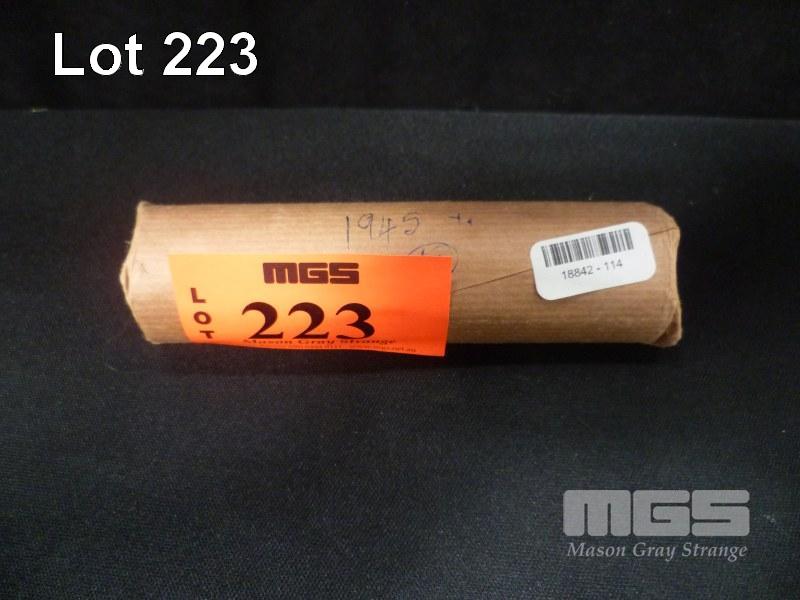 Lot 223
1945
18842 - 114
MGS
LOT
223
Mason Gray Strange
MGS
Mason Gray Strange